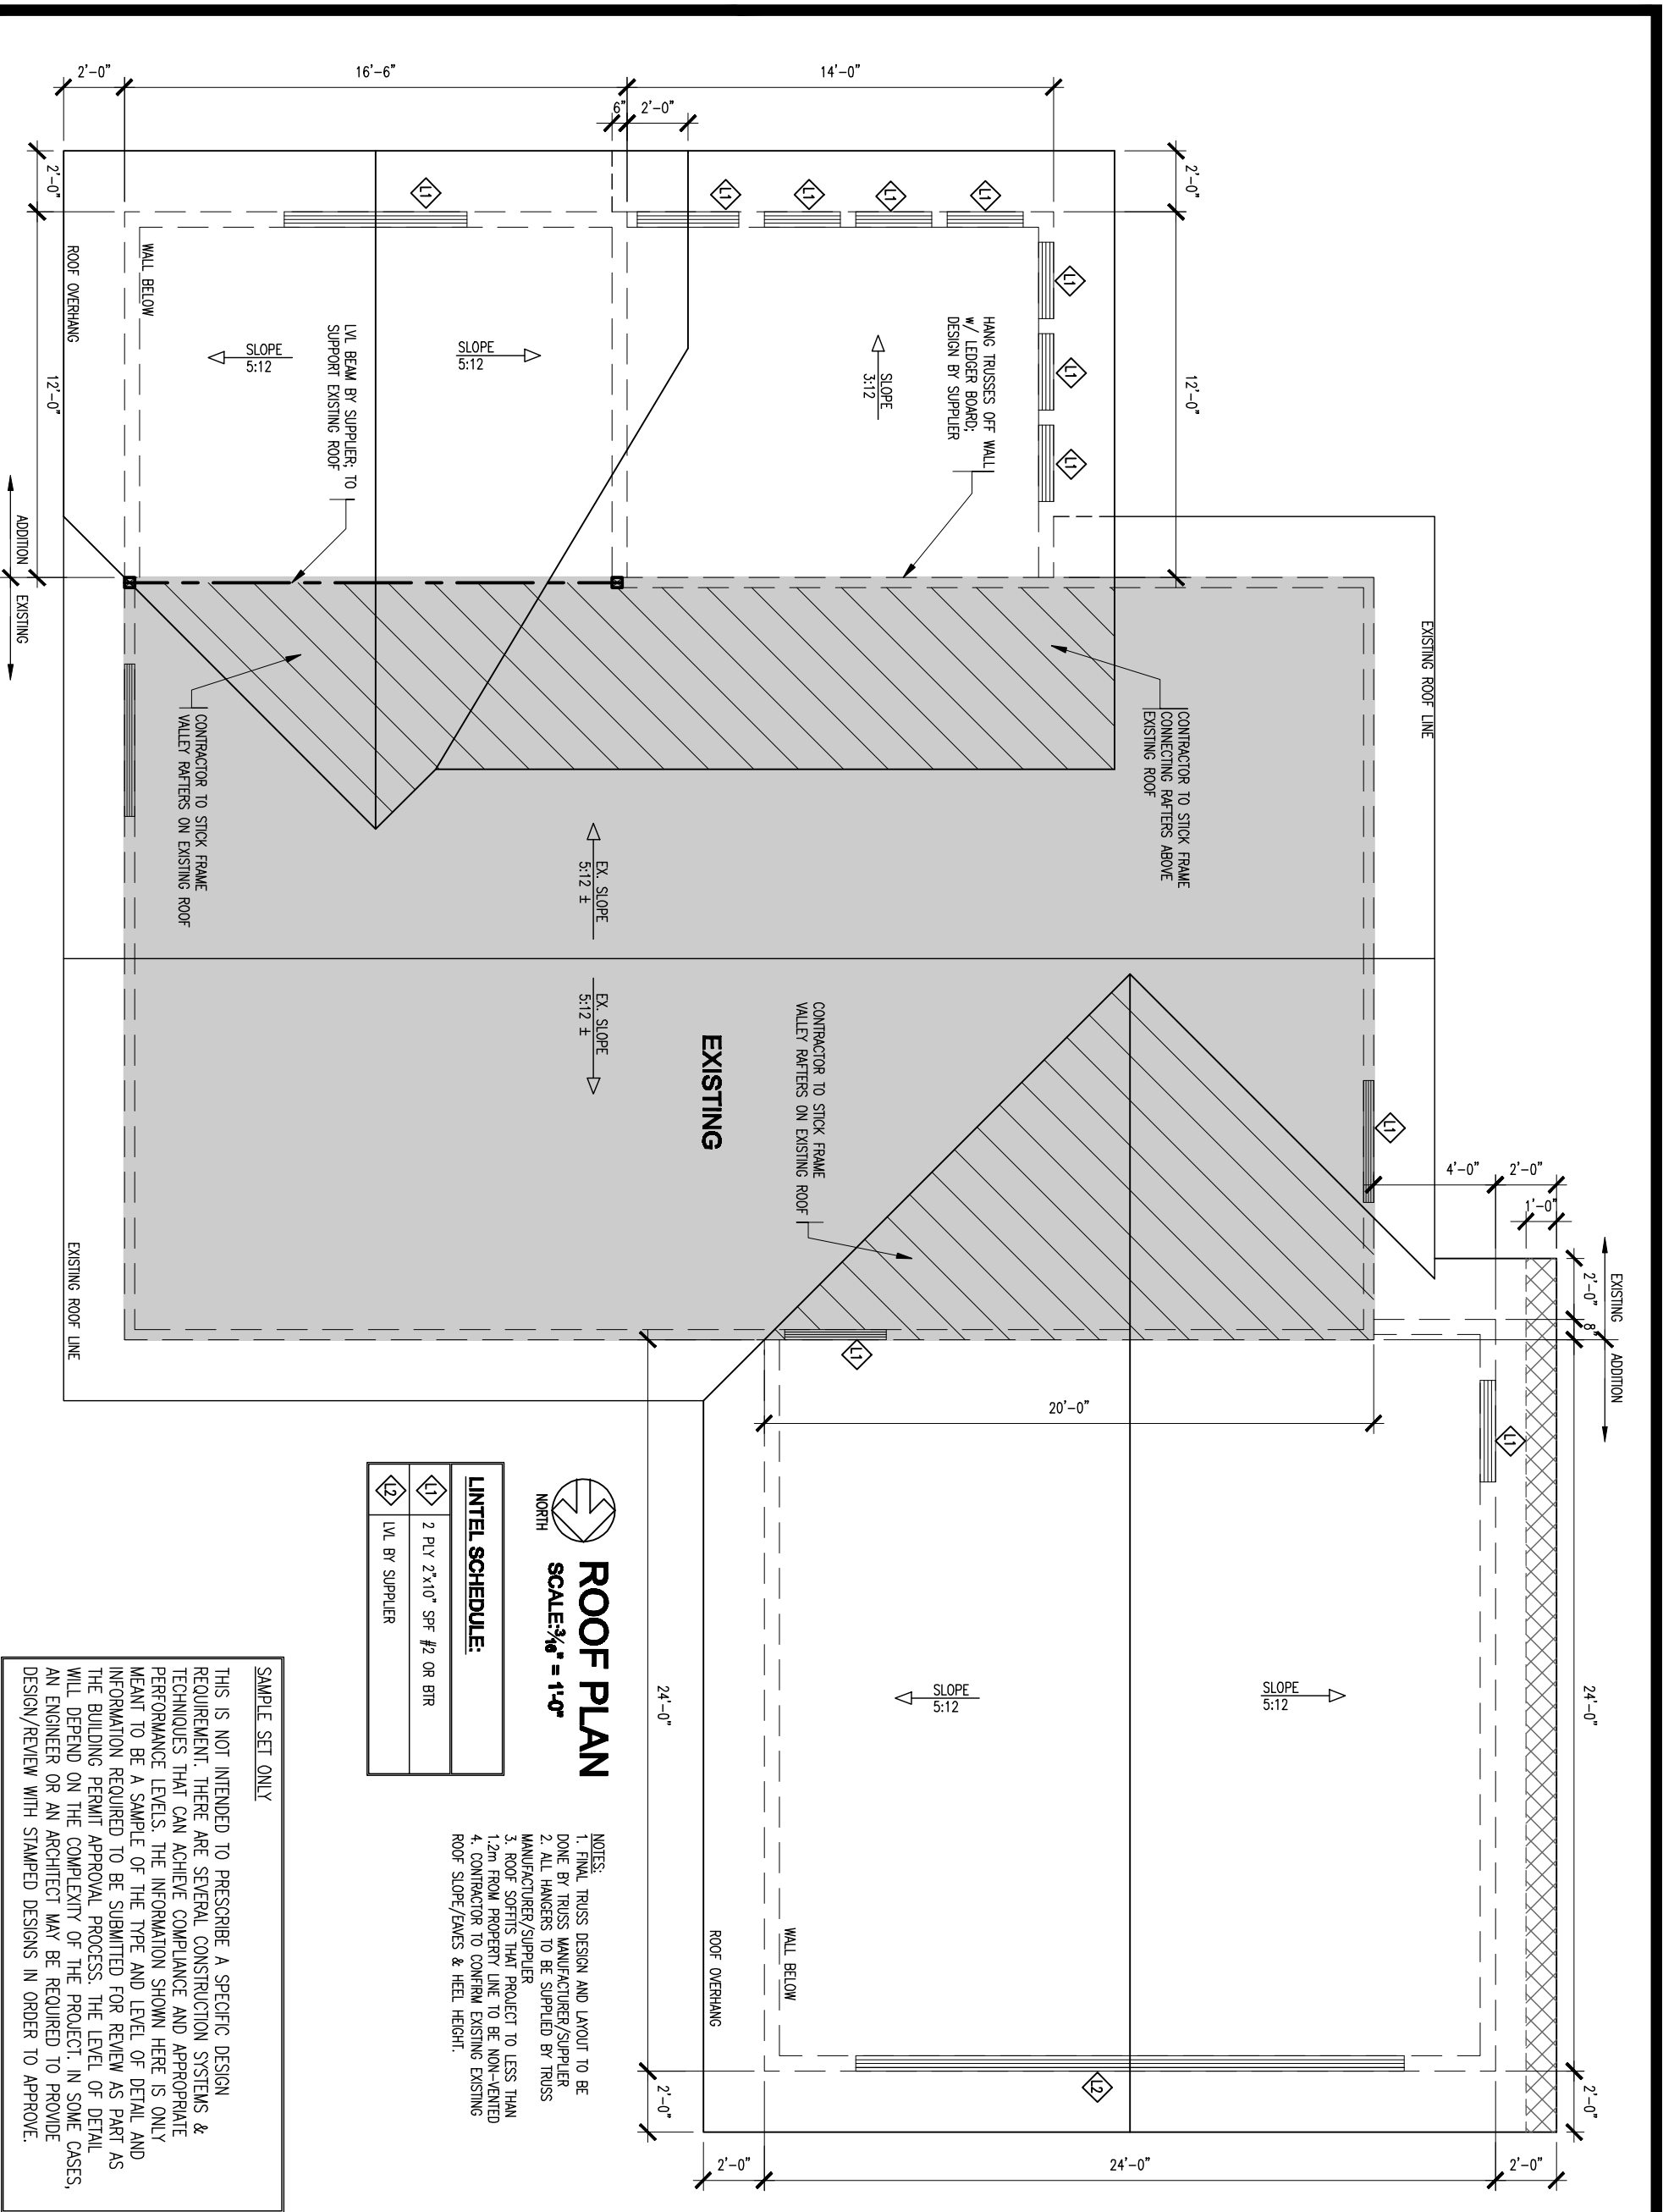 2'-0"
16'-6"
14'-0"
6"
2'-0"
2'-0"
12'-0"
2'-0"
12'-0"
L1
L1
L1
L1
L1
L1
L1
L1
ROOF OVERHANG
WALL BELOW
SLOPE
5:12
SLOPE
5:12
SLOPE
3:12
LVL BEAM BY SUPPLIER; TO
SUPPORT EXISTING ROOF
HANG TRUSSES OFF WALL
w/ LEDGER BOARD;
DESIGN BY SUPPLIER
ADDITION
EXISTING
EXISTING ROOF LINE
CONTRACTOR TO STICK FRAME
CONNECTING RAFTERS ABOVE
EXISTING ROOF
CONTRACTOR TO STICK FRAME
VALLEY RAFTERS ON EXISTING ROOF
EX. SLOPE
5:12 ±
EX. SLOPE
5:12 ±
EXISTING
CONTRACTOR TO STICK FRAME
VALLEY RAFTERS ON EXISTING ROOF
L1
L1
EXISTING ROOF LINE
4'-0"
2'-0"
1'-0"
EXISTING
ADDITION
2'-0"
8"
24'-0"
2'-0"
L1
20'-0"
SLOPE
5:12
SLOPE
5:12
24'-0"
2'-0"
WALL BELOW
ROOF OVERHANG
L2
2'-0"
24'-0"
2'-0"
NORTH
ROOF PLAN
SCALE:3/16" = 1'-0"
LINTEL SCHEDULE:
L1 2 PLY 2"x10" SPF #2 OR BTR
L2 LVL BY SUPPLIER
NOTES:
1. FINAL TRUSS DESIGN AND LAYOUT TO BE
DONE BY TRUSS MANUFACTURER/SUPPLIER
2. ALL HANGERS TO BE SUPPLIED BY TRUSS
MANUFACTURER/SUPPLIER
3. ROOF SOFFITS THAT PROJECT TO LESS THAN
1.2m FROM PROPERTY LINE TO BE NON-VENTED
4. CONTRACTOR TO CONFIRM EXISTING EXISTING
ROOF SLOPE/EAVES & HEEL HEIGHT.
SAMPLE SET ONLY
THIS IS NOT INTENDED TO PRESCRIBE A SPECIFIC DESIGN
REQUIREMENT. THERE ARE SEVERAL CONSTRUCTION SYSTEMS &
TECHNIQUES THAT CAN ACHIEVE COMPLIANCE AND APPROPRIATE
PERFORMANCE LEVELS. THE INFORMATION SHOWN HERE IS ONLY
MEANT TO BE A SAMPLE OF THE TYPE AND LEVEL OF DETAIL AND
INFORMATION REQUIRED TO BE SUBMITTED FOR REVIEW AS PART AS
THE BUILDING PERMIT APPROVAL PROCESS. THE LEVEL OF DETAIL
WILL DEPEND ON THE COMPLEXITY OF THE PROJECT. IN SOME CASES,
AN ENGINEER OR AN ARCHITECT MAY BE REQUIRED TO PROVIDE
DESIGN/REVIEW WITH STAMPED DESIGNS IN ORDER TO APPROVE.